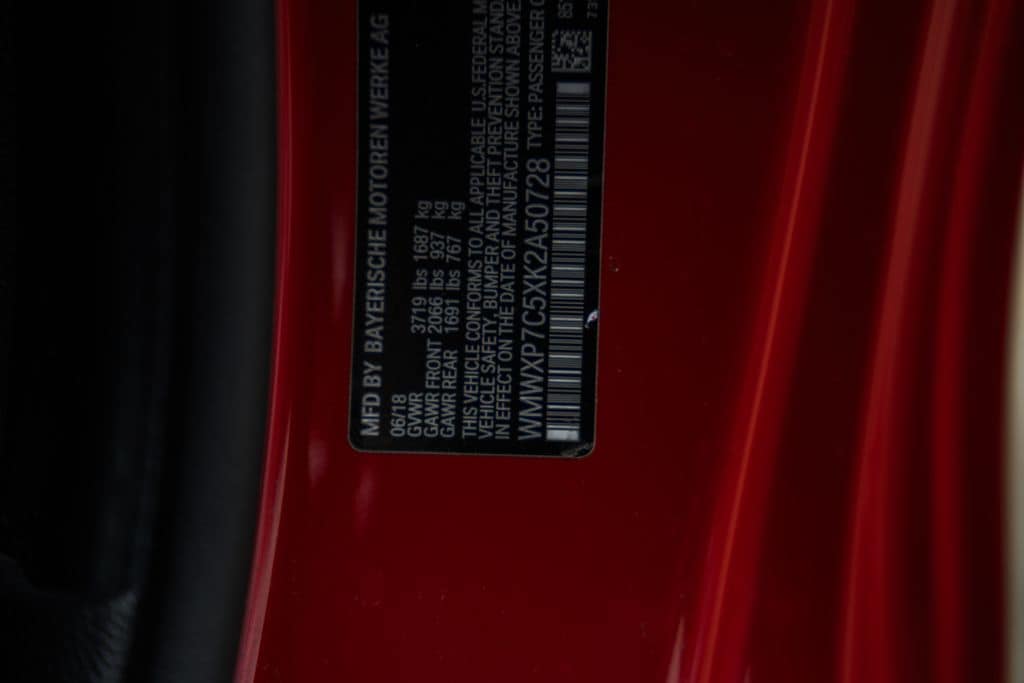 MFD BY BAYERISCHE MOTOREN WERKE AG
06/18
GVWR 3719 lbs 1687 kg
GAWR FRONT 2066 lbs 937 kg
GAWR REAR 1691 lbs 767 kg
THIS VEHICLE CONFORMS TO ALL APPLICABLE U.S.FEDERAL M
VEHICLE SAFETY, BUMPER AND THEFT PREVENTION STAND
IN EFFECT ON THE DATE OF MANUFACTURE SHOWN ABOVE.
WMWXP7C5XK2A50728 TYPE: PASSENGER C